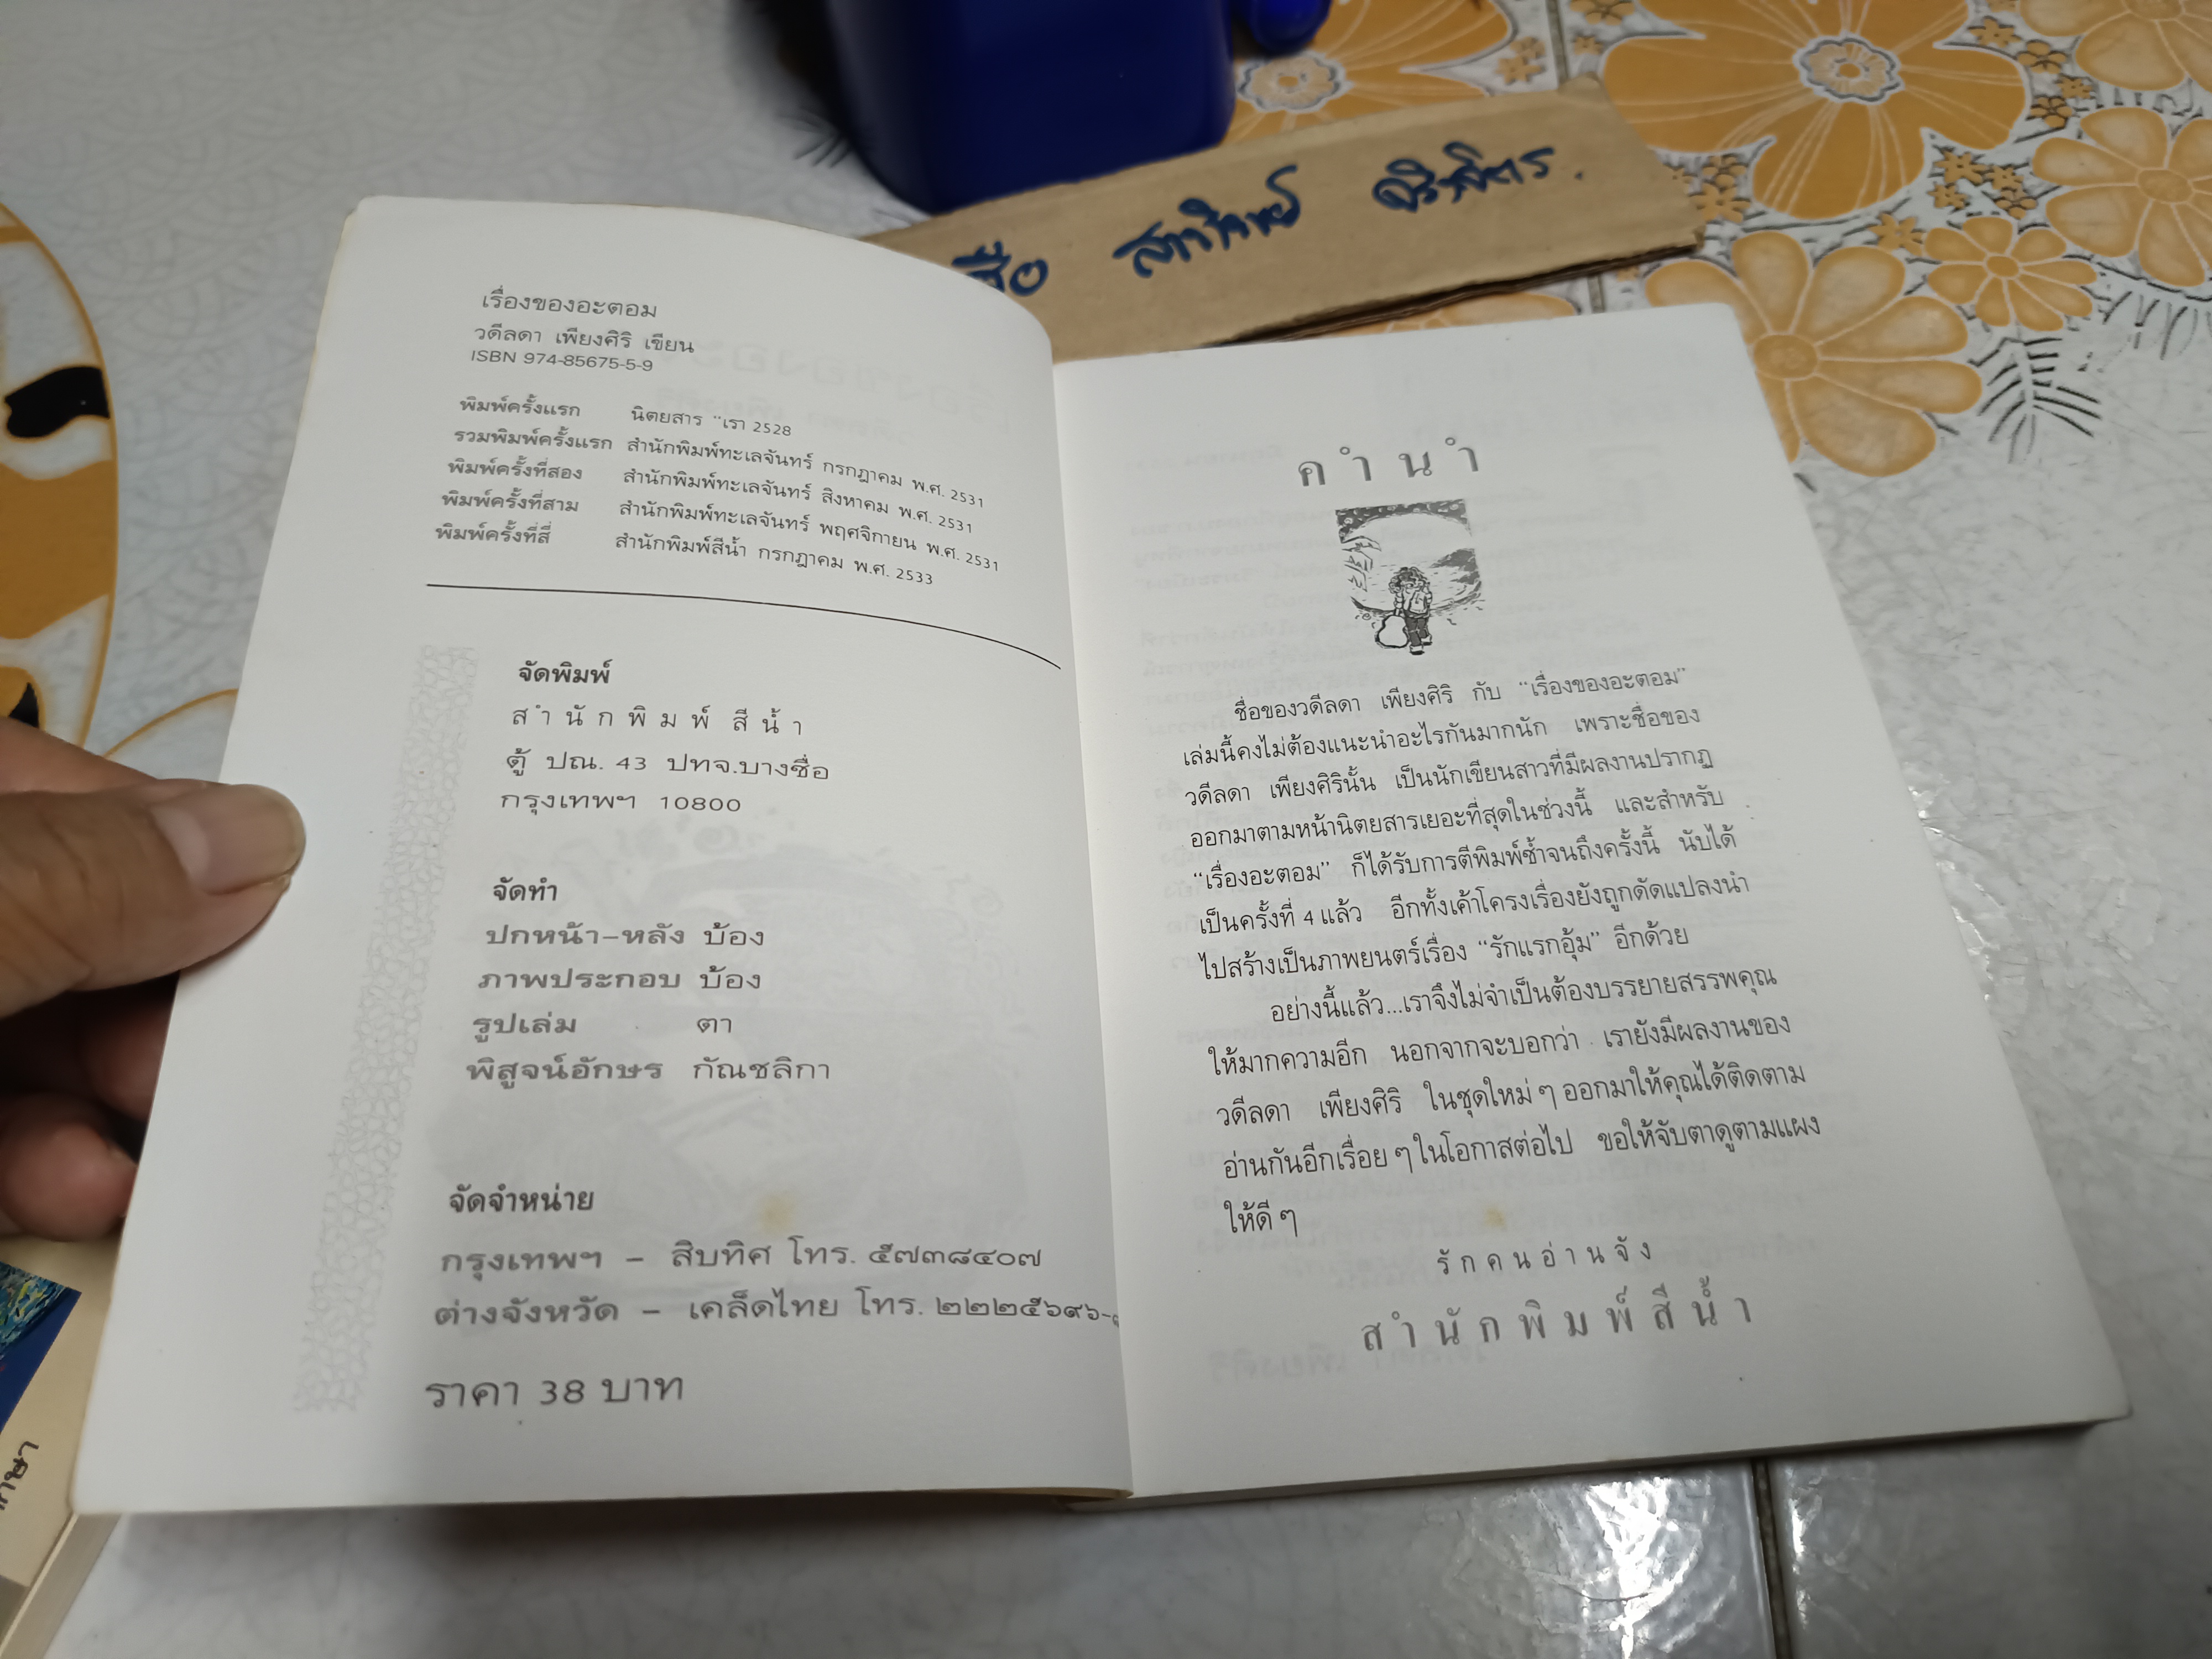 สาทิพย์
เรื่องของอะตอม
วดีลดา เพียงศิริ เขียน
ISBN 974-85675-5-9
พิมพ์ครั้งแรก นิตยสาร "เรา 2528
รวมพิมพ์ครั้งแรก สำนักพิมพ์ทะเลจันทร์ กรกฎาคม พ.ศ. 2531
พิมพ์ครั้งที่สอง สำนักพิมพ์ทะเลจันทร์ สิงหาคม พ.ศ. 2531
พิมพ์ครั้งที่สาม สำนักพิมพ์ทะเลจันทร์ พฤศจิกายน พ.ศ. 2531
พิมพ์ครั้งที่สี่ สำนักพิมพ์สีน้ำ กรกฎาคม พ.ศ. 2533
จัดพิมพ์
สำนักพิมพ์ สีน้ำ
ตู้ ปณ. 43 ปทจ.บางซื่อ
กรุงเทพฯ 10800
จัดทำ
ปกหน้า-หลัง บ้อง
ภาพประกอบ บ้อง
รูปเล่ม ตา
พิสูจน์อักษร กัณชลิกา
จัดจำหน่าย
กรุงเทพฯ - สิบทิศ โทร. ๕๗๓๘๔๐๗
ต่างจังหวัด - เคล็ดไทย โทร. ๒๒๒๕๖๙๖-
ราคา 38 บาท
คำนำ
ชื่อของวดีลดา เพียงศิริ กับ "เรื่องของอะตอม"
เล่มนี้คงไม่ต้องแนะนำอะไรกันมากนัก เพราะชื่อของ
วดีลดา เพียงศิรินั้น เป็นนักเขียนสาวที่มีผลงานปรากฏ
ออกมาตามหน้านิตยสารเยอะที่สุดในช่วงนี้ และสำหรับ
"เรื่องอะตอม" ก็ได้รับการตีพิมพ์ซ้ำจนถึงครั้งนี้ นับได้
เป็นครั้งที่ 4 แล้ว อีกทั้งเค้าโครงเรื่องยังถูกดัดแปลงนำ
ไปสร้างเป็นภาพยนตร์เรื่อง "รักแรกอุ้ม" อีกด้วย
อย่างนี้แล้ว...เราจึงไม่จำเป็นต้องบรรยายสรรพคุณ
ให้มากความอีก นอกจากจะบอกว่า เรายังมีผลงานของ
วดีลดา เพียงศิริ ในชุดใหม่ ๆ ออกมาให้คุณได้ติดตาม
อ่านกันอีกเรื่อย ๆ ในโอกาสต่อไป ขอให้จับตาดูตามแผง
ให้ดี ๆ
รักคนอ่านจัง
สำนักพิมพ์สีน้ำ